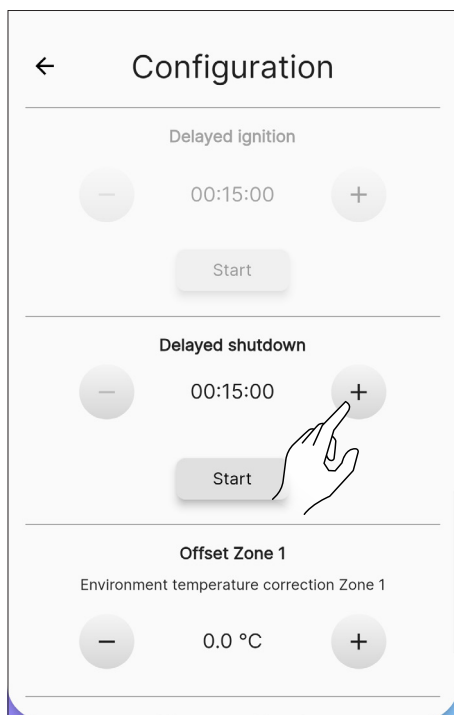 Configuration
Delayed ignition
− 00:15:00 +
Start
Delayed shutdown
− 00:15:00 +
Start
Offset Zone 1
Environment temperature correction Zone 1
− 0.0 °C +